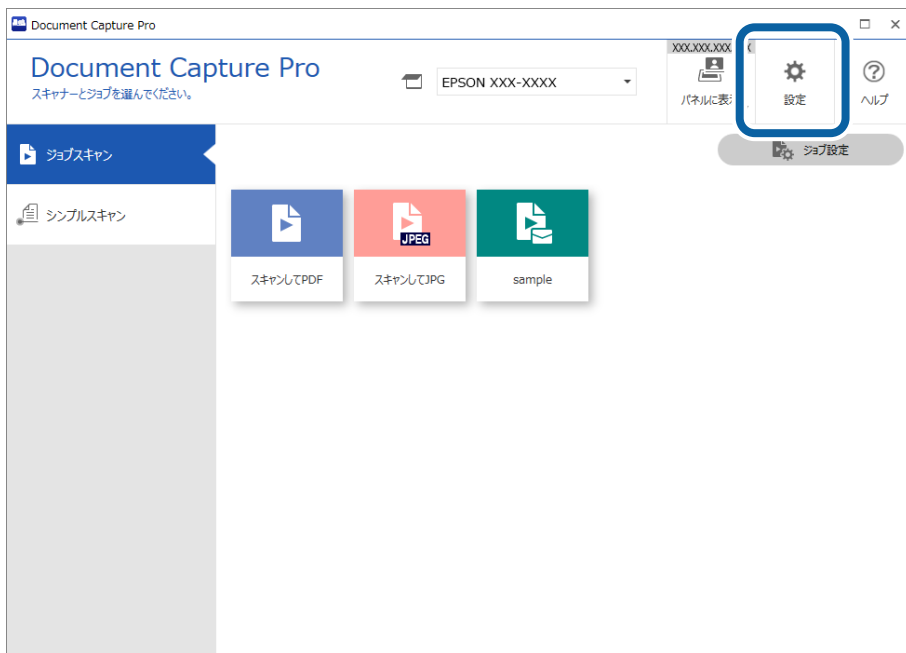 Document Capture Pro
Document Capture Pro
スキャナーとジョブを選んでください。
EPSON XXX-XXXX
XXX.XXX.XXX
パネルに表
設定
ヘルプ
ジョブスキャン
ジョブ設定
シンプルスキャン
JPEG
スキャンしてPDF
スキャンしてJPG
sample